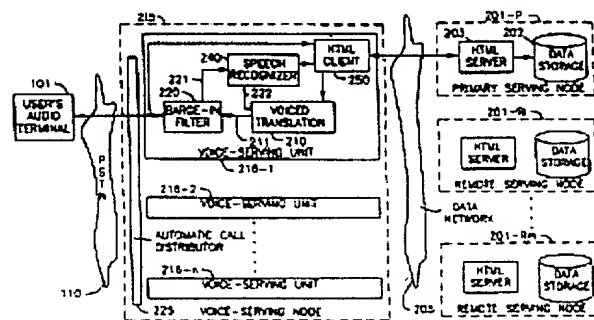 215
201-P
240
203
202
HTML CLIENT
HTML SERVER
DATA STORAGE
SPEECH RECOGNIZER
250
101
221
220
222
PRIMARY SERVING NODE
USER'S AUDIO TERMINAL
BARGE-IN FILTER
VOICED TRANSLATION
211
210
VOICE-SERVING UNIT
216-1
HTML SERVER
DATA STORAGE
REMOTE SERVING NODE
216-2
VOICE-SERVING UNIT
DATA NETWORK
AUTOMATIC CALL DISTRIBUTOR
HTML SERVER
DATA STORAGE
216-n
VOICE-SERVING UNIT
110
225
VOICE-SERVING NODE
205
REMOTE SERVING NODE